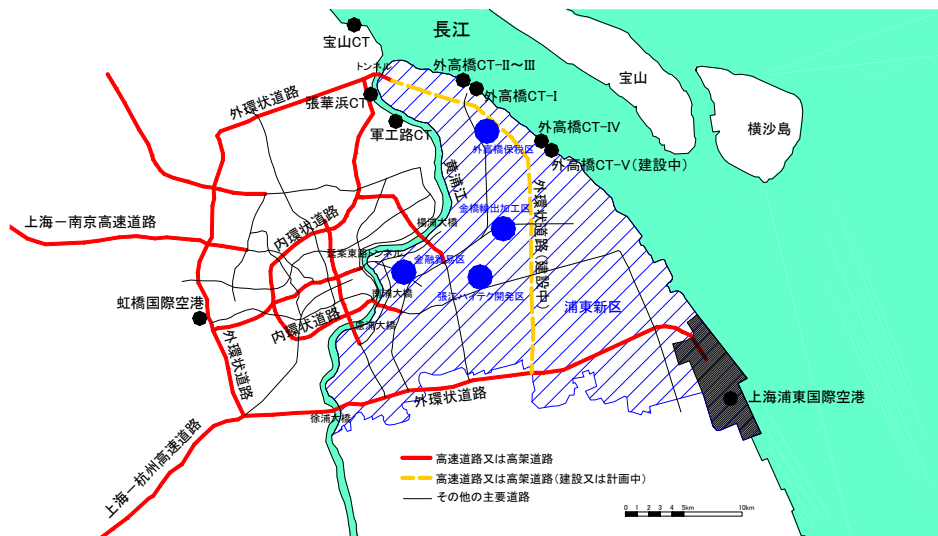 長江
宝山CT
トンネル
外高橋CT-Ⅱ～Ⅲ
宝山
外環状道路
張華浜CT
外高橋CT-Ⅰ
横沙島
軍工路CT
外高橋CT-Ⅳ
外高橋保税区
外高橋CT-Ⅴ(建設中)
黄浦江
外環状道路(建設中)
上海－南京高速道路
内環状道路
楊浦大橋
金橋輸出加工区
延案東路トンネル
金融貿易区
南浦大橋
張江ハイテク開発区
虹橋国際空港
内環状道路
盧浦大橋
浦東新区
外環状道路
外環状道路
上海浦東国際空港
徐浦大橋
上海－杭州高速道路
高速道路又は高架道路
高速道路又は高架道路(建設又は計画中)
その他の主要道路
0 1 2 3 4 5km 10km